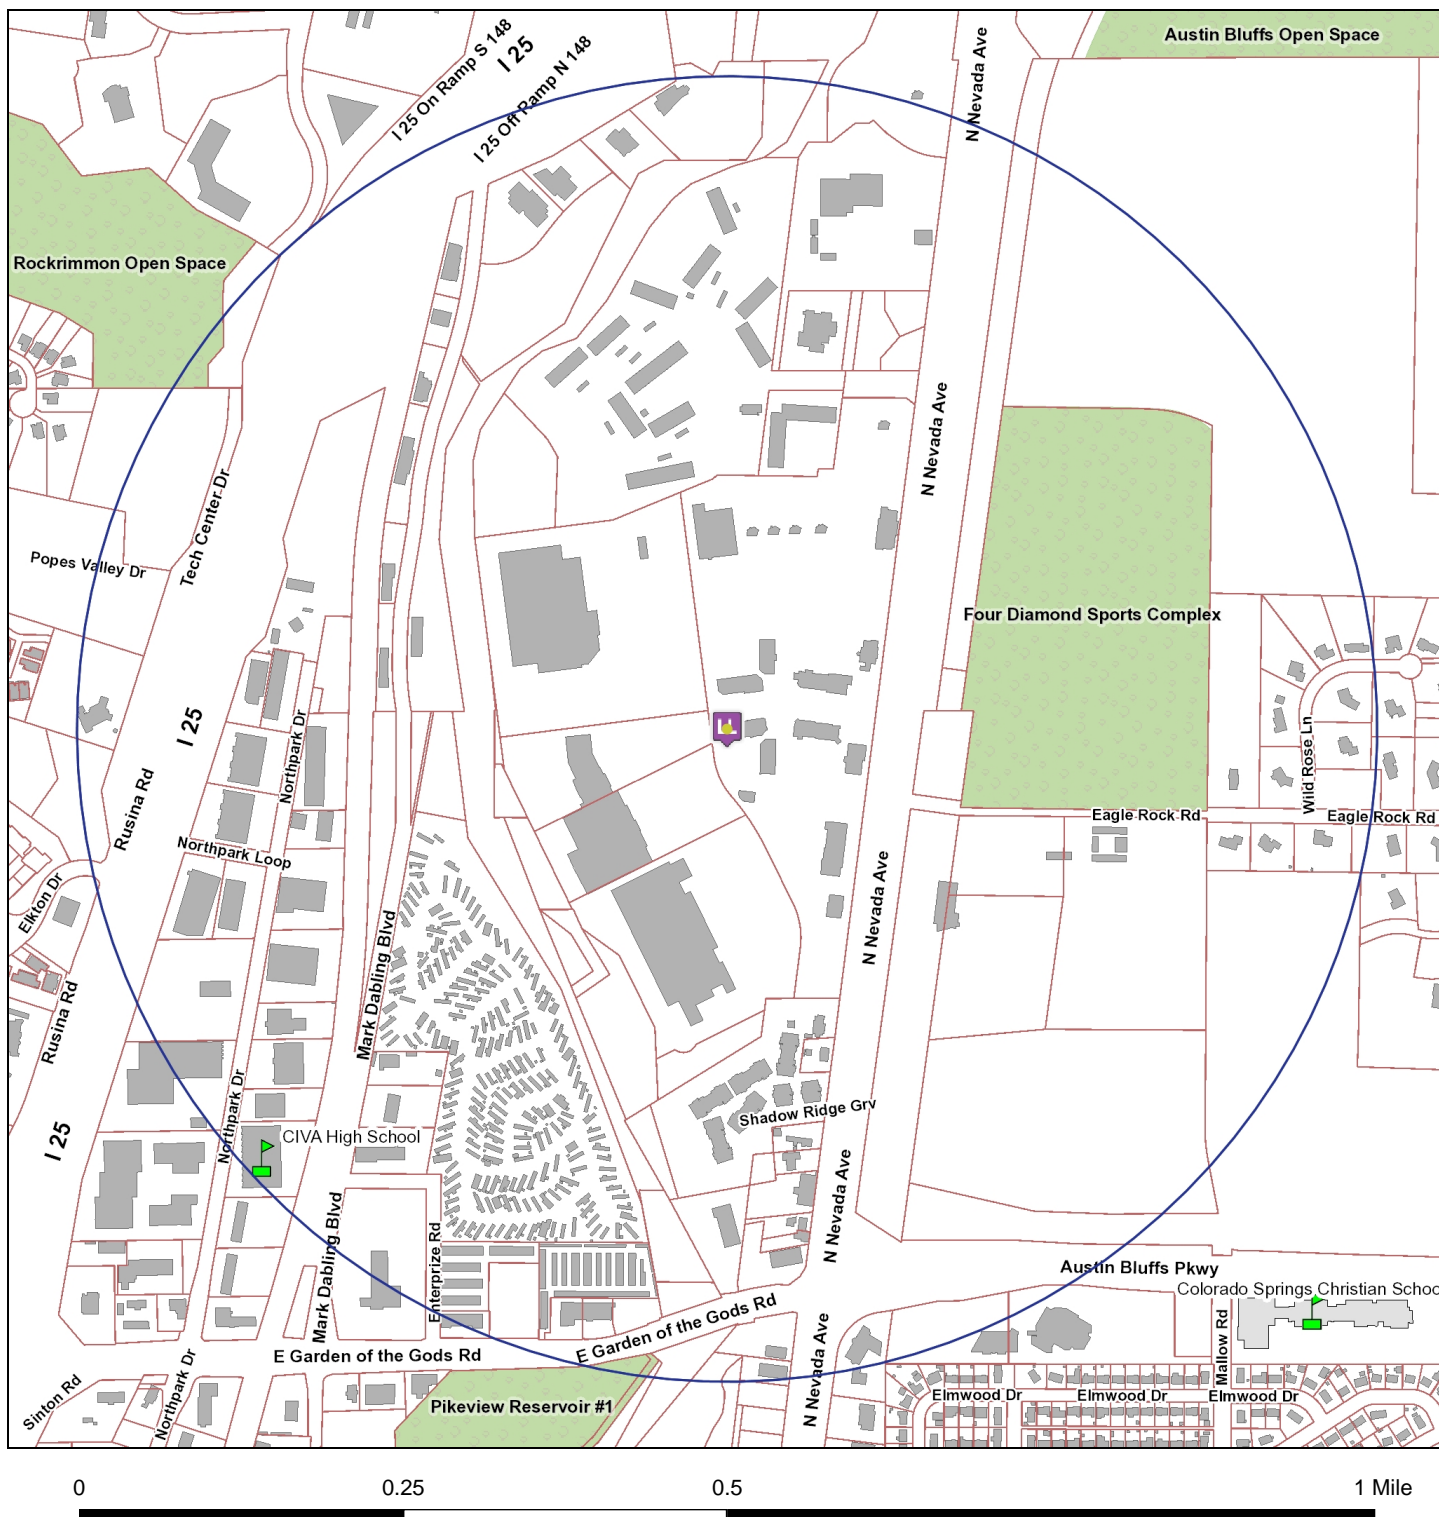 I 25 On Ramp S 148
I 25
I 25 Off Ramp N 148
N Nevada Ave
Austin Bluffs Open Space
Rockrimmon Open Space
N Nevada Ave
Tech Center Dr
Popes Valley Dr
Four Diamond Sports Complex
I 25
Northpark Dr
Wild Rose Ln
Rusina Rd
Eagle Rock Rd
Eagle Rock Rd
Northpark Loop
Elkton Dr
N Nevada Ave
Mark Dabling Blvd
Rusina Rd
Northpark Dr
Shadow Ridge Grv
I 25
CIVA High School
N Nevada Ave
Mark Dabling Blvd
Enterprize Rd
Austin Bluffs Pkwy
Colorado Springs Christian Schoo
E Garden of the Gods Rd
E Garden of the Gods Rd
Mallow Rd
N Nevada Ave
Sinton Rd
Northpark Dr
Elmwood Dr
Elmwood Dr
Elmwood Dr
Pikeview Reservoir #1
0
0.25
0.5
1 Mile